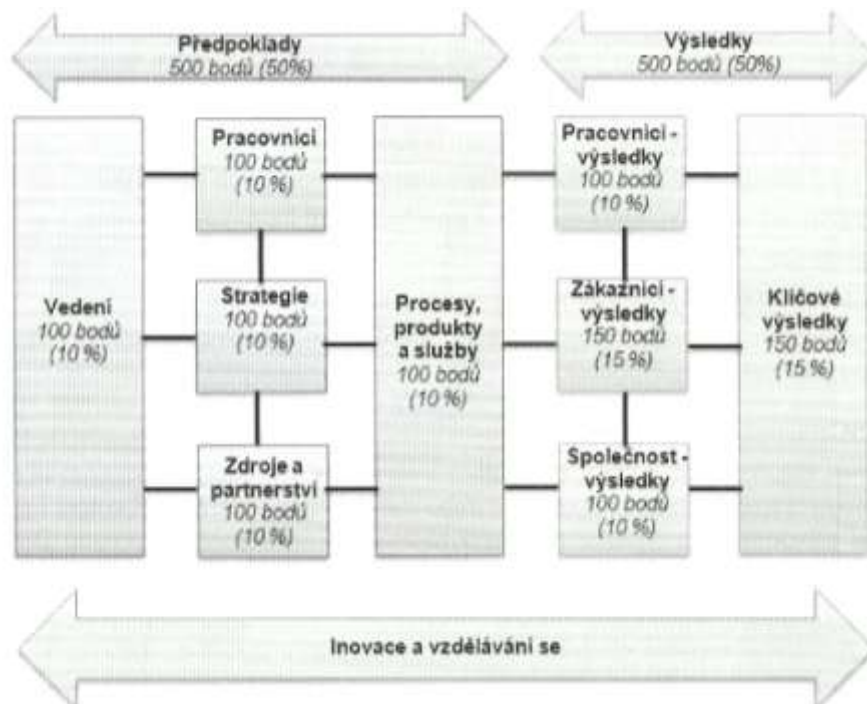 Předpoklady
500 bodů (50%)
Výsledky
500 bodů (50%)
Vedení
100 bodů
(10 %)
Pracovníci
100 bodů
(10 %)
Strategie
100 bodů
(10 %)
Zdroje a
partnerství
100 bodů
(10 %)
Procesy,
produkty
a služby
100 bodů
(10 %)
Pracovníci -
výsledky
100 bodů
(10 %)
Zákazníci -
výsledky
150 bodů
(15 %)
Společnost -
výsledky
100 bodů
(10 %)
Klíčové
výsledky
150 bodů
(15 %)
Inovace a vzdělávání se